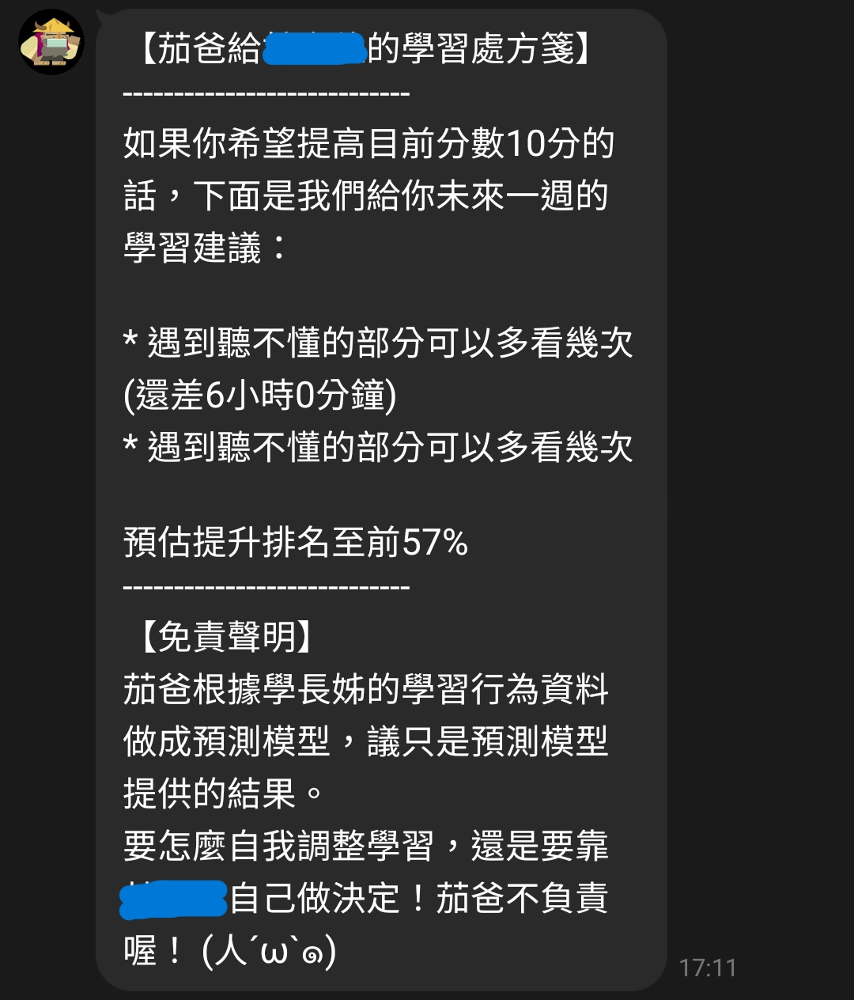 【茄爸給的學習處方箋】
----------------------------
如果你希望提高目前分數10分的
話，下面是我們給你未來一週的
學習建議：
* 遇到聽不懂的部分可以多看幾次
(還差6小時0分鐘)
* 遇到聽不懂的部分可以多看幾次
預估提升排名至前57%
----------------------------
【免責聲明】
茄爸根據學長姊的學習行為資料
做成預測模型，議只是預測模型
提供的結果。
要怎麼自我調整學習，還是要靠
自己做決定！茄爸不負責
喔！ (人´ω`๑)
17:11